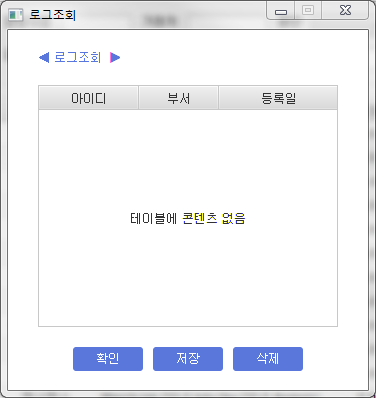 로그조회
◀ 로그조회 ▶
아이디 부서 등록일
테이블에 콘텐츠 없음
확인 저장 삭제